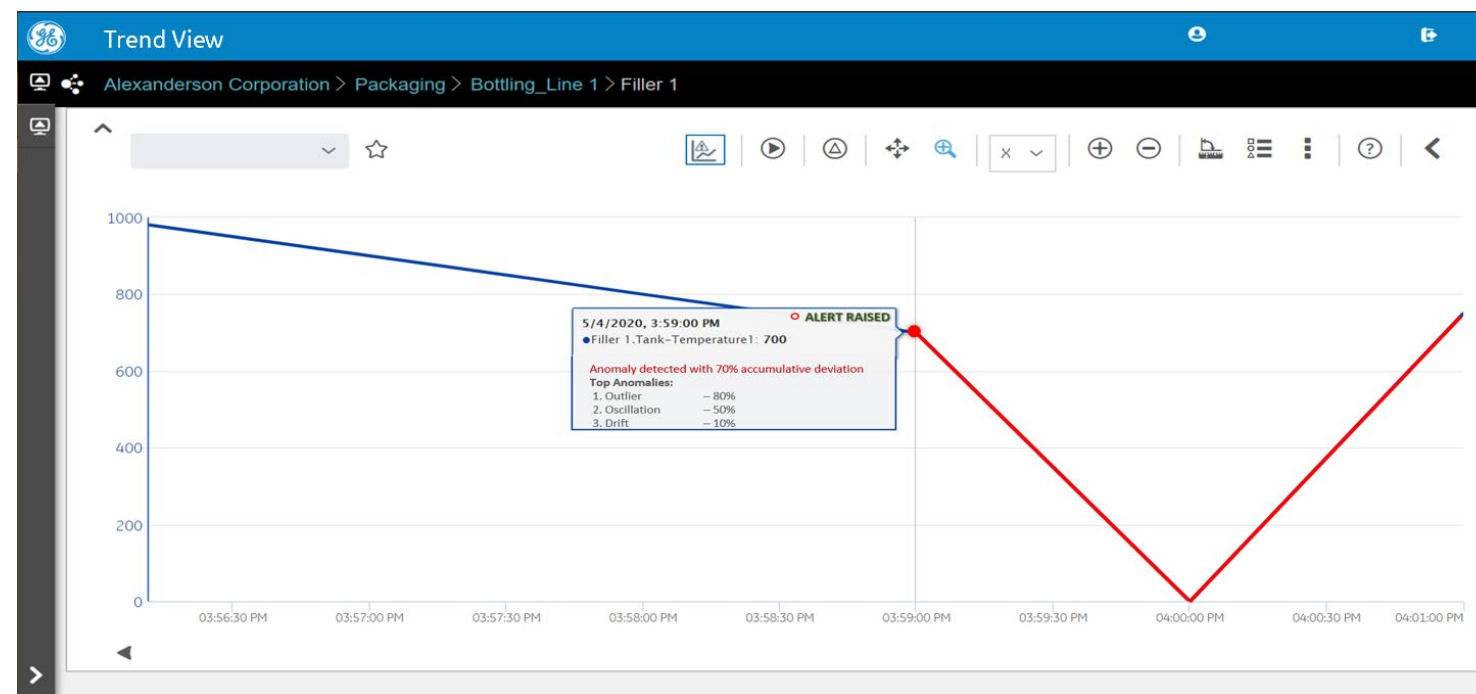 Trend View
Alexanderson Corporation > Packaging > Bottling_Line 1 > Filler 1
X
1000
800
600
400
200
0
5/4/2020, 3:59:00 PM
ALERT RAISED
Filler 1.Tank-Temperature1: 700
Anomaly detected with 70% accumulative deviation
Top Anomalies:
1. Outlier – 80%
2. Oscillation – 50%
3. Drift – 10%
03:56:30 PM 03:57:00 PM 03:57:30 PM 03:58:00 PM 03:58:30 PM 03:59:00 PM 03:59:30 PM 04:00:00 PM 04:00:30 PM 04:01:00 PM